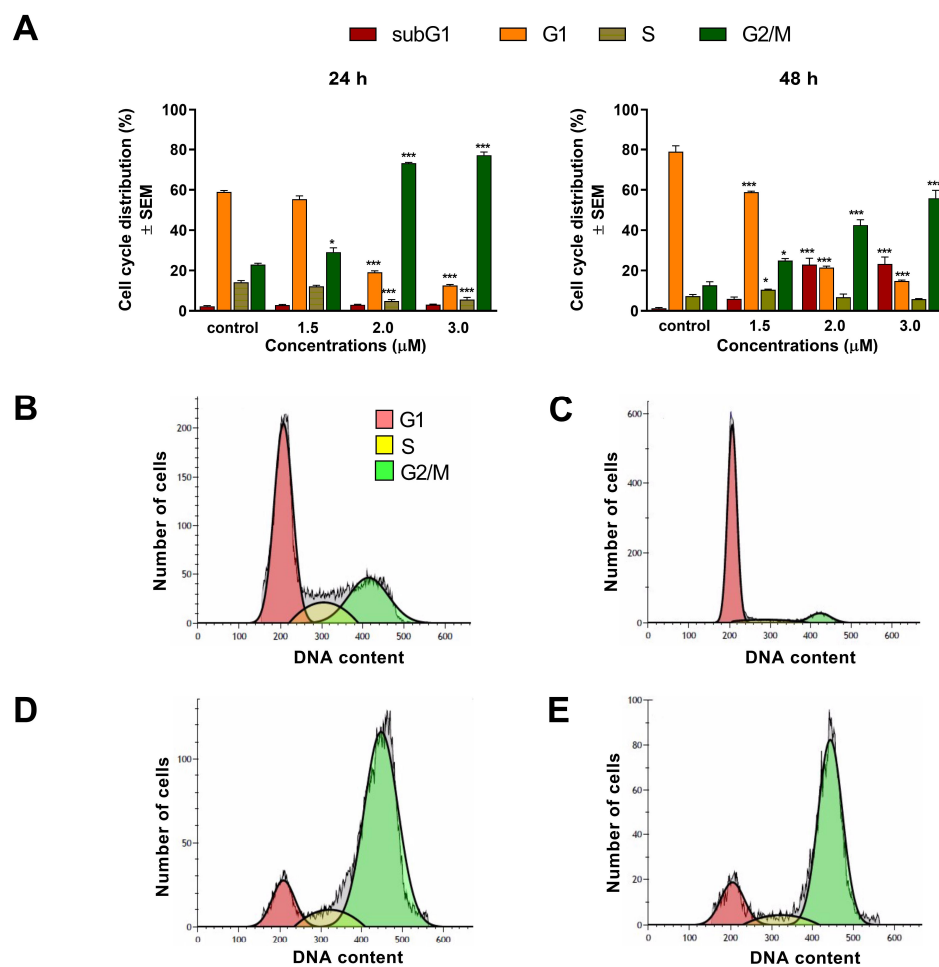 A
subG1 G1 S G2/M
24 h
48 h
Cell cycle distribution (%)
± SEM
100
80
60
40
20
0
***
***
*
***
***
***
***
control 1.5 2.0 3.0
Concentrations (μM)
Cell cycle distribution (%)
± SEM
100
80
60
40
20
0
***
***
***
*
***
***
***
*
***
control 1.5 2.0 3.0
Concentrations (μM)
B
G1
S
G2/M
Number of cells
200
150
100
50
0
0 100 200 300 400 500 600
DNA content
C
Number of cells
600
400
200
0
0 100 200 300 400 500 600
DNA content
D
Number of cells
100
50
0
0 100 200 300 400 500 600
DNA content
E
Number of cells
100
80
60
40
20
0
0 100 200 300 400 500 600
DNA content